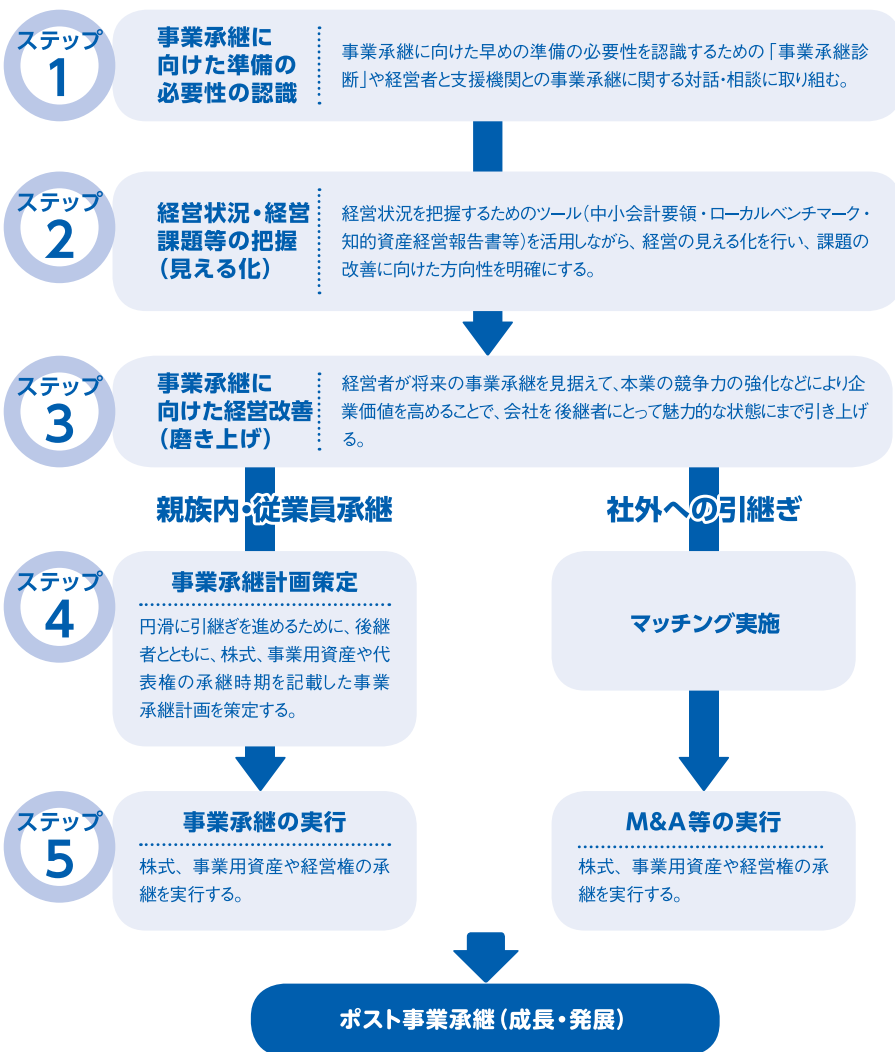 ステップ
1
事業承継に
向けた準備の
必要性の認識
事業承継に向けた早めの準備の必要性を認識するための「事業承継診
断」や経営者と支援機関との事業承継に関する対話・相談に取り組む。
ステップ
2
経営状況・経営
課題等の把握
（見える化）
経営状況を把握するためのツール（中小会計要領・ローカルベンチマーク・
知的資産経営報告書等）を活用しながら、経営の見える化を行い、課題の
改善に向けた方向性を明確にする。
ステップ
3
事業承継に
向けた経営改善
（磨き上げ）
経営者が将来の事業承継を見据えて、本業の競争力の強化などにより企
業価値を高めることで、会社を後継者にとって魅力的な状態にまで引き上げ
る。
親族内・従業員承継
社外への引継ぎ
ステップ
4
事業承継計画策定
円滑に引継ぎを進めるために、後継
者とともに、株式、事業用資産や代
表権の承継時期を記載した事業
承継計画を策定する。
マッチング実施
ステップ
5
事業承継の実行
株式、事業用資産や経営権の承
継を実行する。
M&A等の実行
株式、事業用資産や経営権の承
継を実行する。
ポスト事業承継（成長・発展）